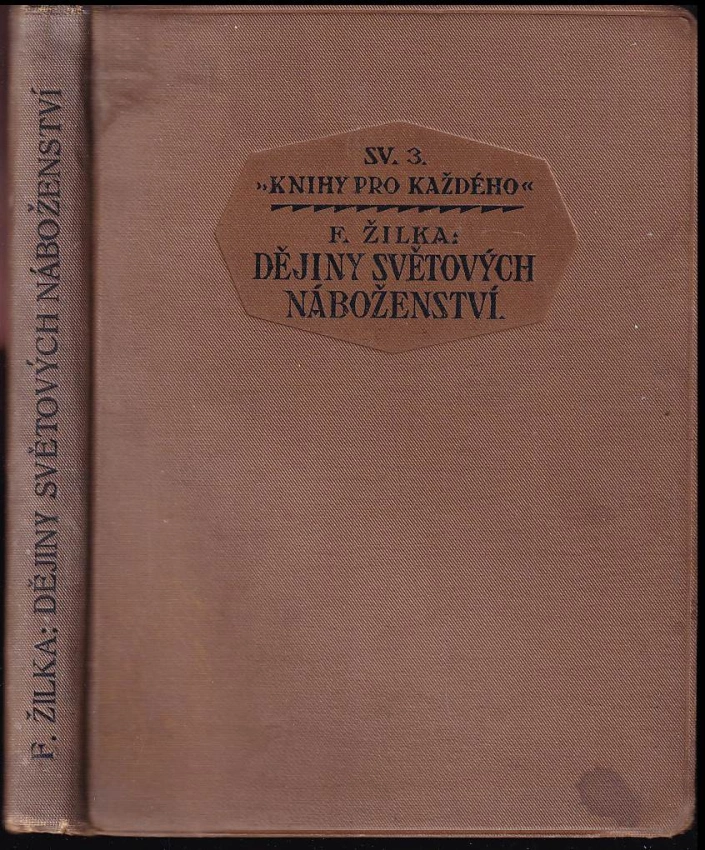 F. ŽILKA: DĚJINY SVĚTOVÝCH NÁBOŽENSTVÍ
SV. 3.
»KNIHY PRO KAŽDÉHO«
F. ŽILKA:
DĚJINY SVĚTOVÝCH
NÁBOŽENSTVÍ.